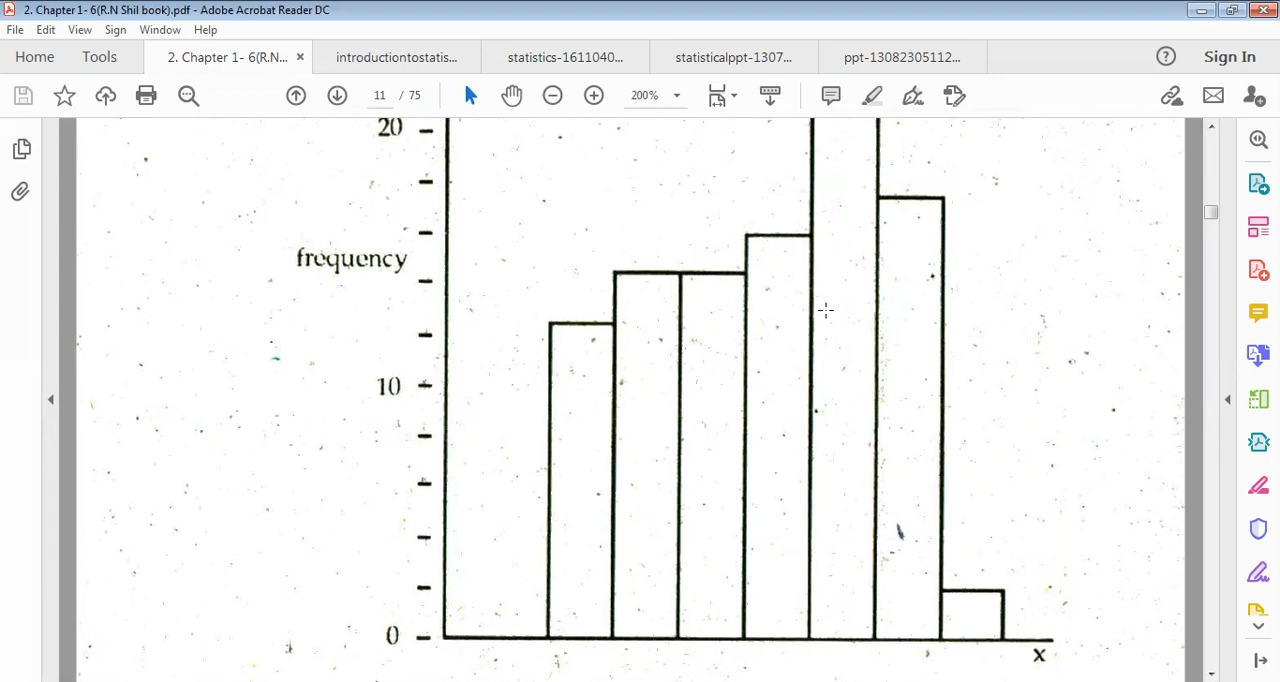 2. Chapter 1- 6(R.N Shil book).pdf - Adobe Acrobat Reader DC
File Edit View Sign Window Help
Home Tools 2. Chapter 1- 6(R.N... × introductiontostatis... statistics-1611040... statisticalppt-1307... ppt-13082305112... Sign In
11 / 75 200%
20
frequency
10
0
x